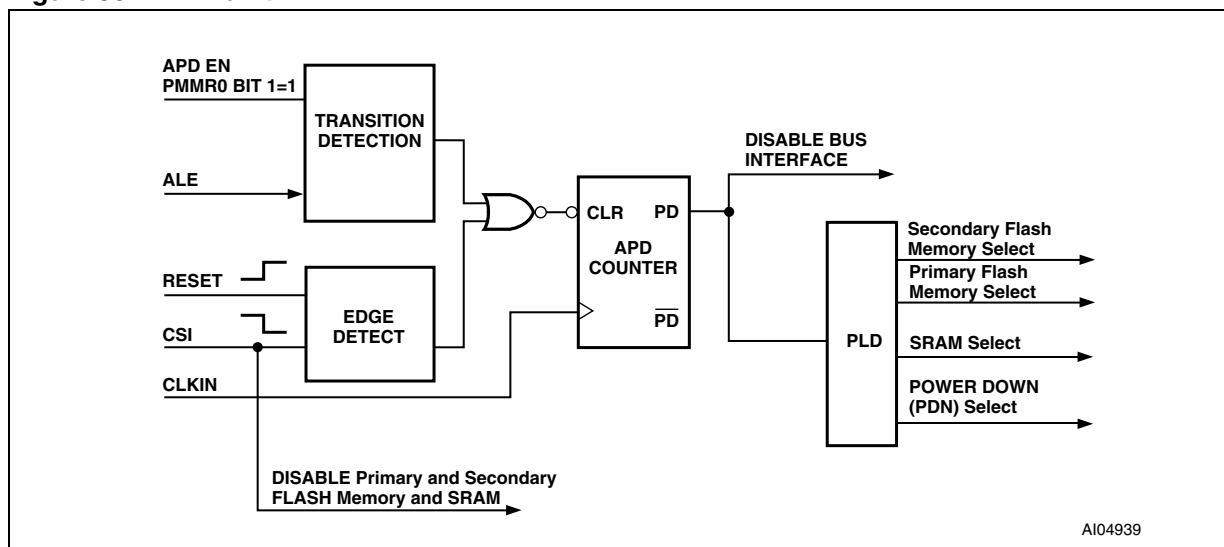 APD EN
PMMR0 BIT 1=1
TRANSITION
DETECTION
ALE
RESET
CSI
EDGE
DETECT
CLKIN
CLR PD
APD
COUNTER
PD
DISABLE BUS
INTERFACE
PLD
Secondary Flash
Memory Select
Primary Flash
Memory Select
SRAM Select
POWER DOWN
(PDN) Select
DISABLE Primary and Secondary
FLASH Memory and SRAM
AI04939